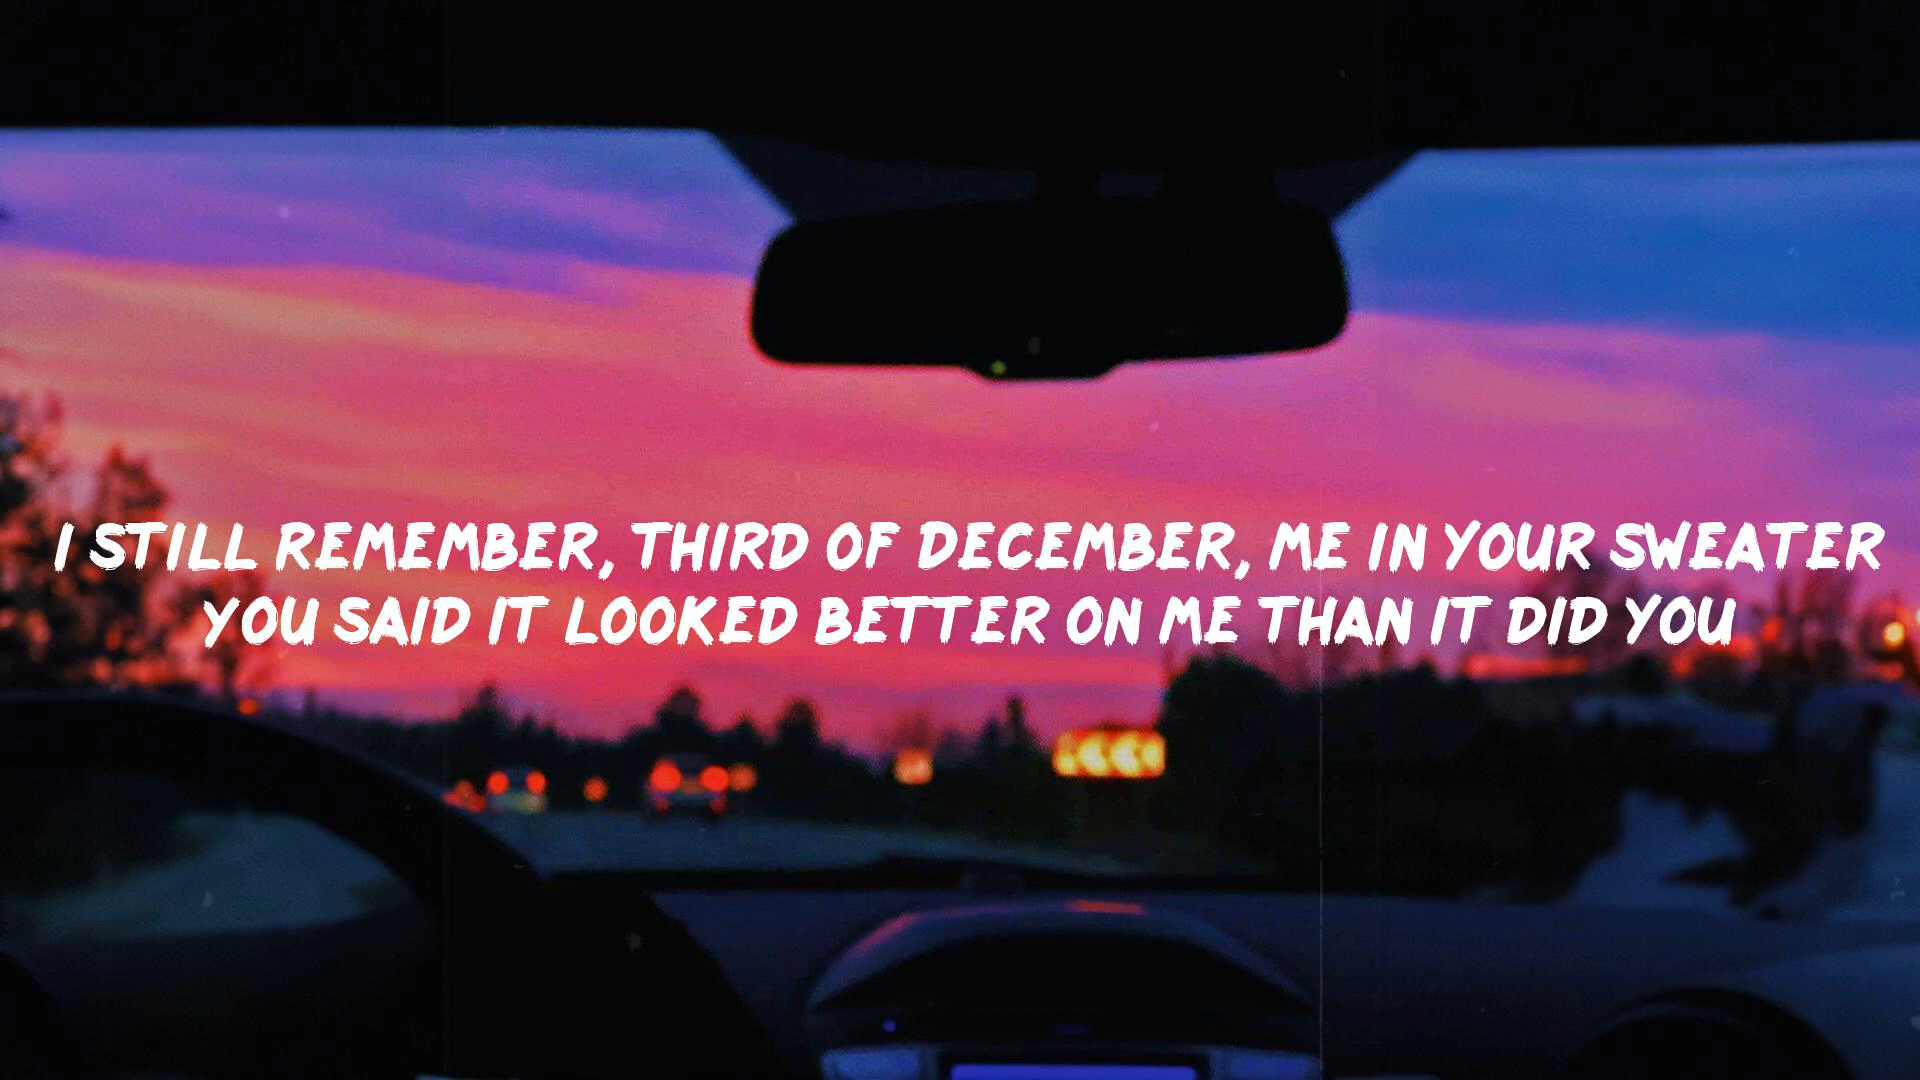 I STILL REMEMBER, THIRD OF DECEMBER, ME IN YOUR SWEATER
YOU SAID IT LOOKED BETTER ON ME THAN IT DID YOU